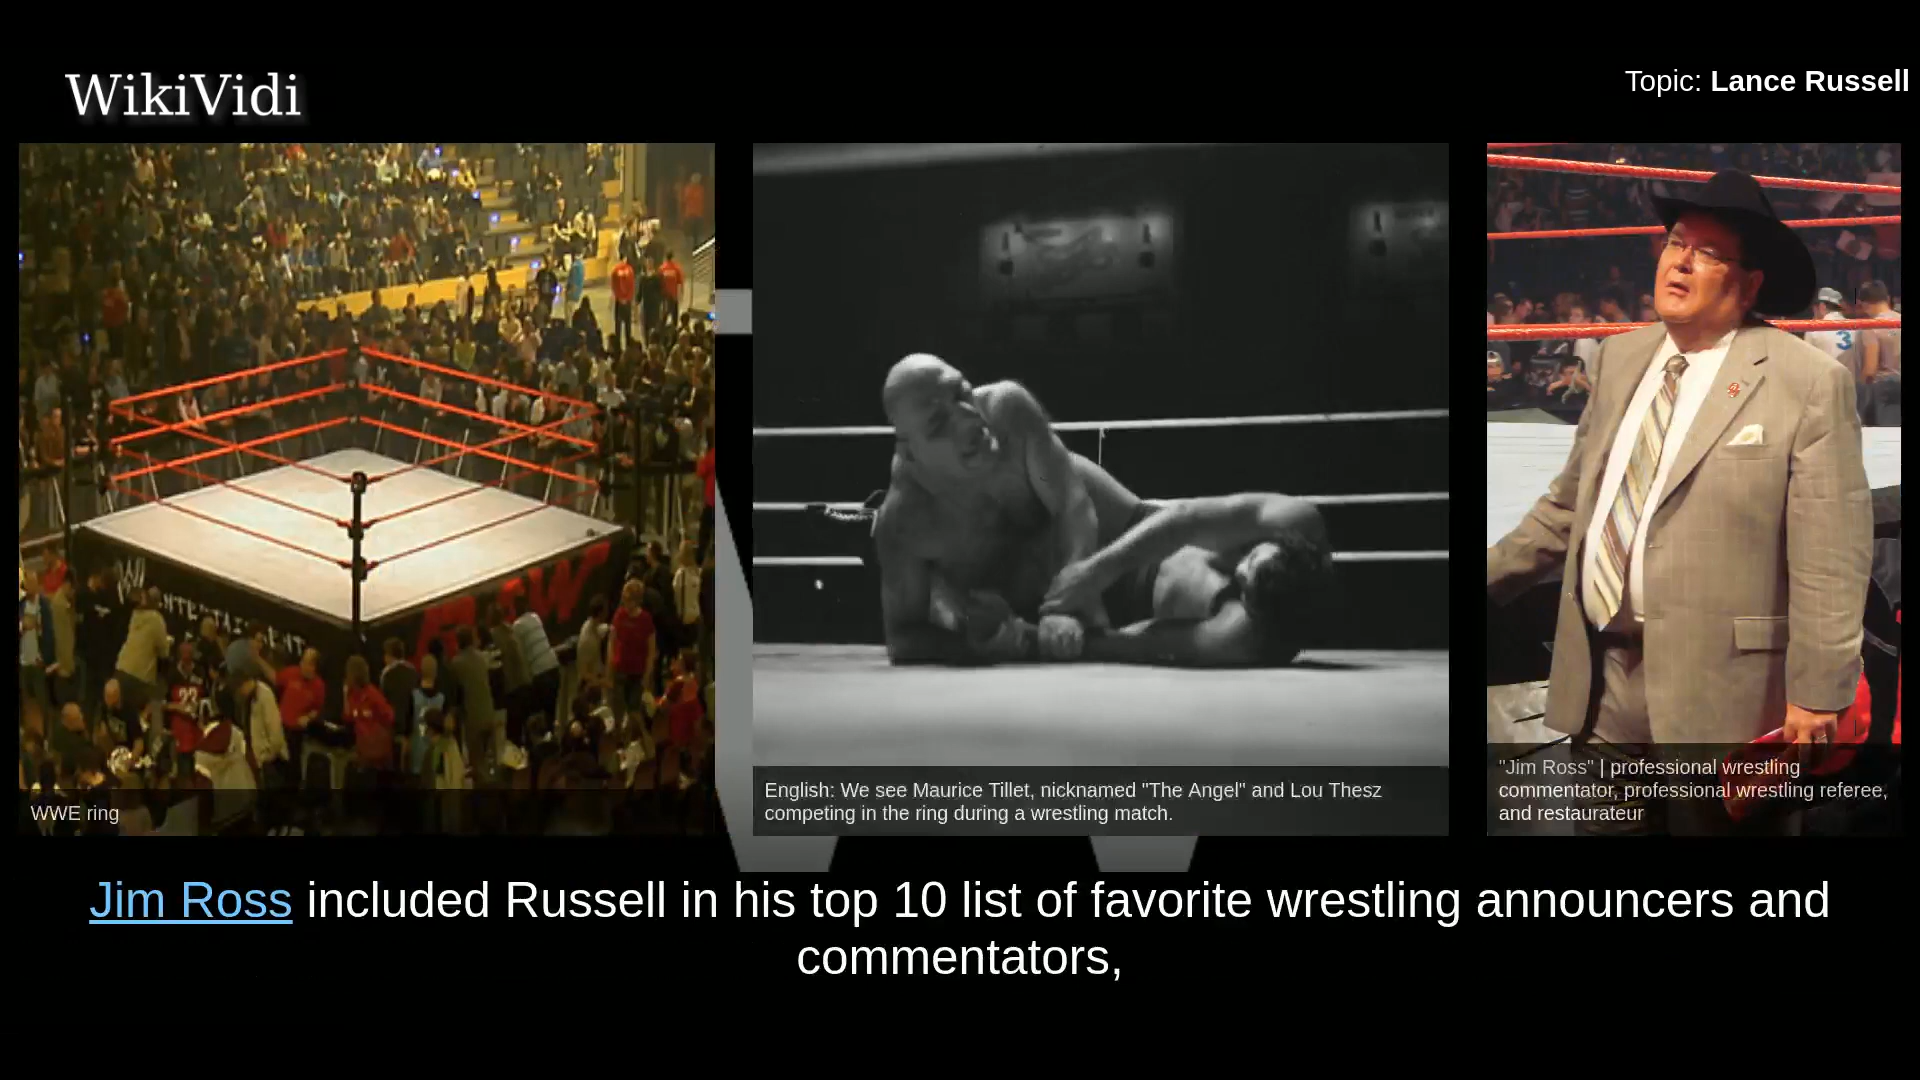 WikiVidi
Topic: Lance Russell
WWE ring
English: We see Maurice Tillet, nicknamed "The Angel" and Lou Thesz
competing in the ring during a wrestling match.
"Jim Ross" | professional wrestling
commentator, professional wrestling referee,
and restaurateur
Jim Ross included Russell in his top 10 list of favorite wrestling announcers and
commentators,